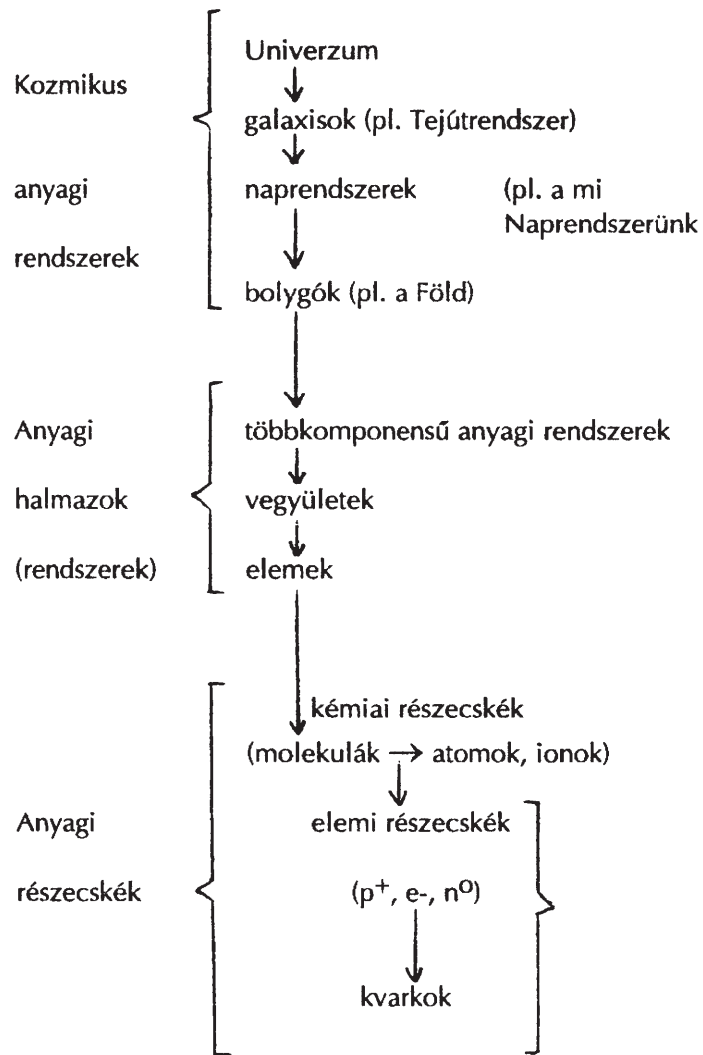 Univerzum
Kozmikus
galaxisok (pl. Tejútrendszer)
anyagi naprendszerek (pl. a mi
Naprendszerünk
rendszerek
bolygók (pl. a Föld)
Anyagi többkomponensű anyagi rendszerek
halmazok vegyületek
(rendszerek) elemek
kémiai részecskék
(molekulák → atomok, ionok)
Anyagi elemi részecskék
részecskék (p⁺, e-, n⁰)
kvarkok